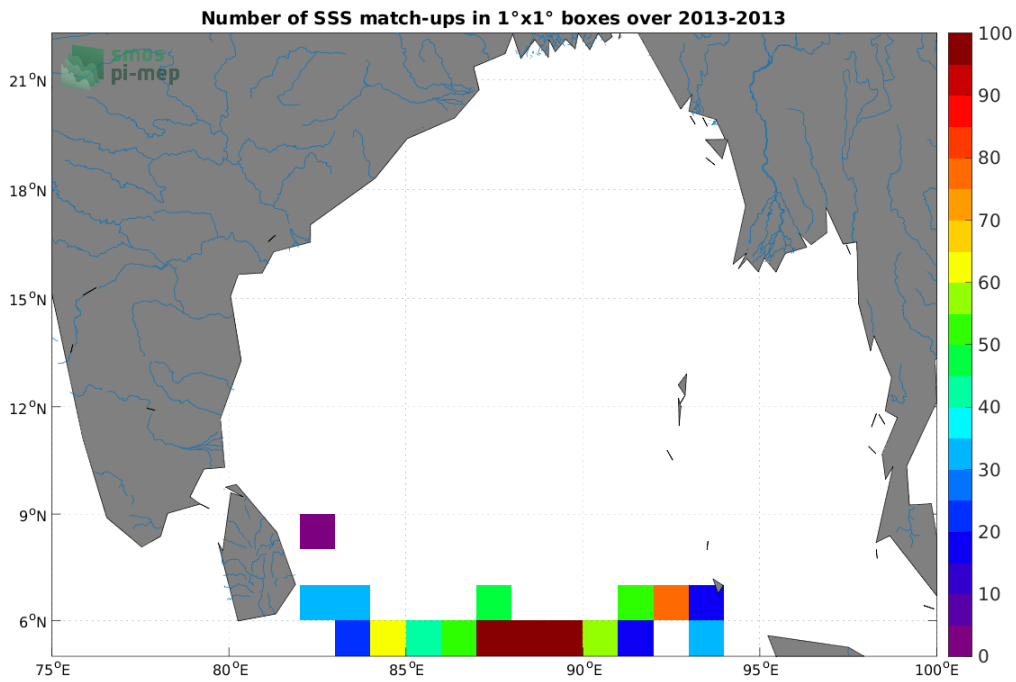 Number of SSS match-ups in 1°x1° boxes over 2013-2013
smos
pi-mep
21°N
18°N
15°N
12°N
9°N
6°N
75°E 80°E 85°E 90°E 95°E 100°E
100
90
80
70
60
50
40
30
20
10
0